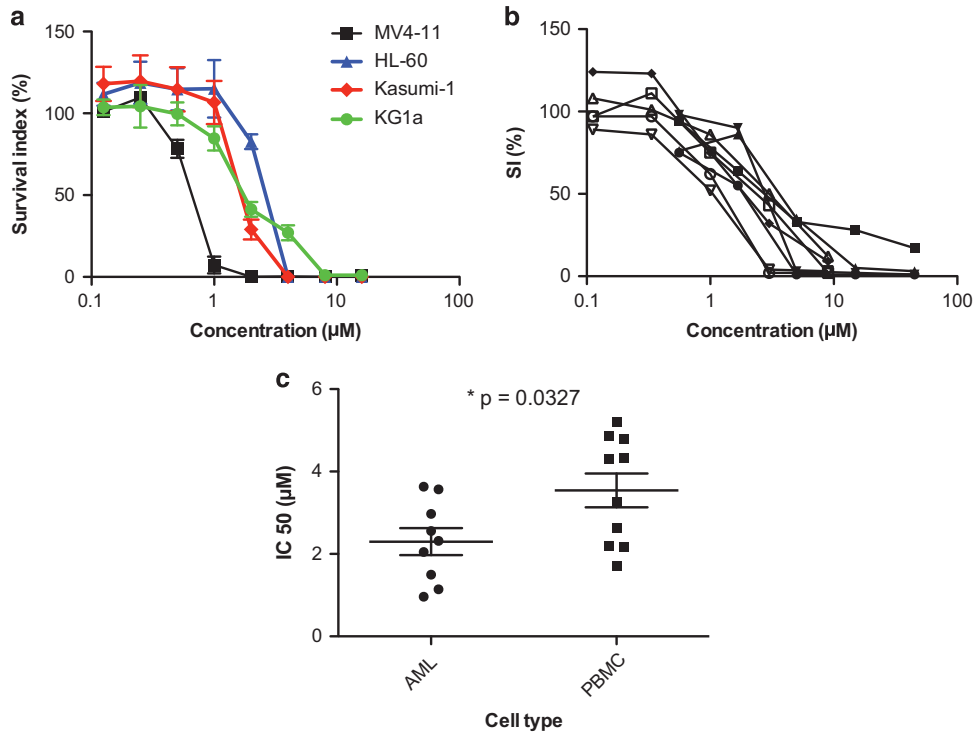 a
150
100
50
0
Survival index (%)
0.1
1
10
100
Concentration (µM)
MV4-11
HL-60
Kasumi-1
KG1a
b
150
100
50
0
SI (%)
0.1
1
10
100
Concentration (µM)
c
6
4
2
0
IC 50 (µM)
* p = 0.0327
AML
PBMC
Cell type